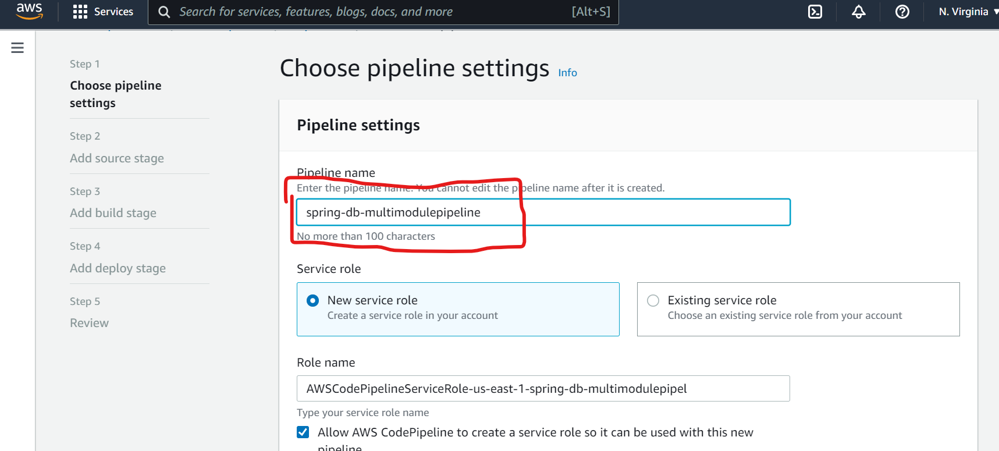 aws Services Search for services, features, blogs, docs, and more [Alt+S] N. Virginia
Step 1
Choose pipeline
settings
Step 2
Add source stage
Step 3
Add build stage
Step 4
Add deploy stage
Step 5
Review
Choose pipeline settings Info
Pipeline settings
Pipeline name
Enter the pipeline name. You cannot edit the pipeline name after it is created.
spring-db-multimodulepipeline
No more than 100 characters
Service role
New service role
Create a service role in your account
Existing service role
Choose an existing service role from your account
Role name
AWSCodePipelineServiceRole-us-east-1-spring-db-multimodulepipel
Type your service role name
Allow AWS CodePipeline to create a service role so it can be used with this new
pipeline